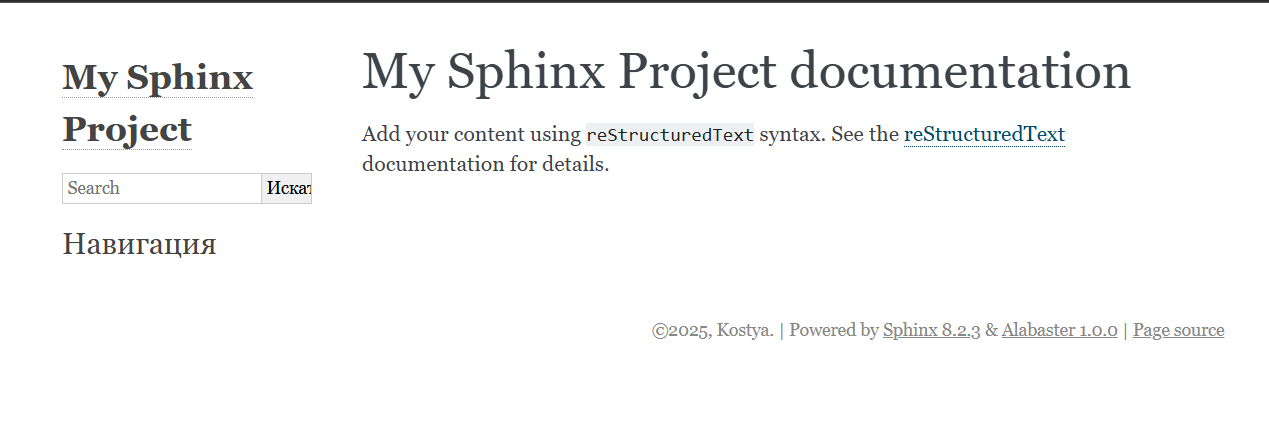 My Sphinx
Project
Search
Искат
Навигация
My Sphinx Project documentation
Add your content using reStructuredText syntax. See the reStructuredText
documentation for details.
©2025, Kostya. | Powered by Sphinx 8.2.3 & Alabaster 1.0.0 | Page source